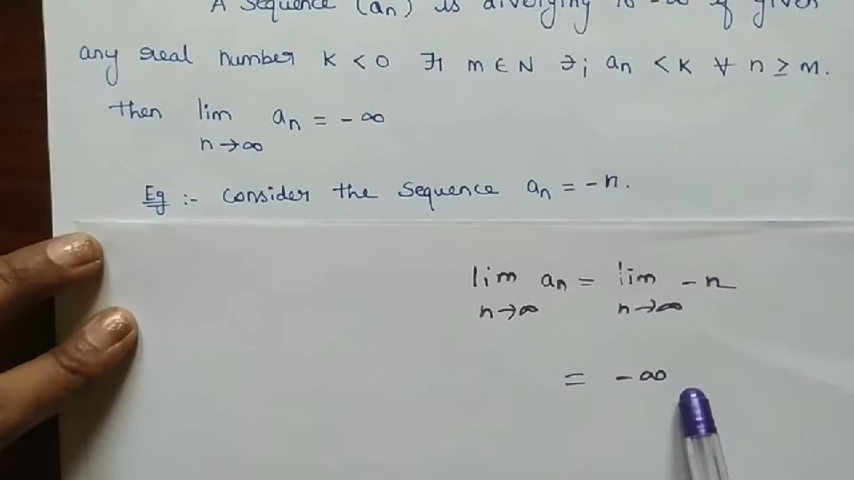 A sequence (an) is diverging to -∞ if given
any real number K < 0 ∃ m ∈ N ∋; an < K ∀ n ≥ m.
then lim n→∞ an = -∞
Eg :- Consider the sequence an = -n.
lim n→∞ an = lim n→∞ -n
= -∞